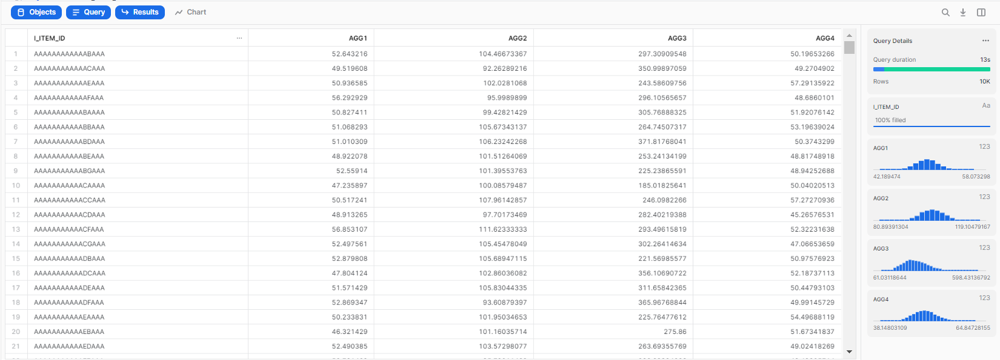 Objects Query Results Chart
I_ITEM_ID ... AGG1 AGG2 AGG3 AGG4
1 AAAAAAAAAAAABAAA 52.643216 104.46673367 297.30909548 50.19653266
2 AAAAAAAAAAAACAAA 49.519608 92.26289216 350.99897059 49.2704902
3 AAAAAAAAAAAAEAAA 50.936585 102.0281068 243.58609756 57.29135922
4 AAAAAAAAAAAAFAAA 56.292929 95.9989899 296.10565657 48.6860101
5 AAAAAAAAAAABAAAA 50.827411 99.42821429 305.76888325 51.92076142
6 AAAAAAAAAAABBAAA 51.068293 105.67343137 264.74507317 53.19639024
7 AAAAAAAAAAABDAAA 51.010309 106.23242268 371.81768041 50.3743299
8 AAAAAAAAAAABEAAA 48.922078 101.51264069 253.24134199 48.81748918
9 AAAAAAAAAAABGAAA 52.55914 101.39553763 225.23865591 48.94252688
10 AAAAAAAAAAACAAAA 47.235897 100.08579487 185.01825641 50.04020513
11 AAAAAAAAAAACCAAA 50.517241 107.96142857 246.0982266 57.27270936
12 AAAAAAAAAAACDAAA 48.913265 97.70173469 282.40219388 45.26576531
13 AAAAAAAAAAACFAAA 56.853107 111.62333333 293.49615819 52.32231638
14 AAAAAAAAAAACGAAA 52.497561 105.45478049 302.26414634 47.06653659
15 AAAAAAAAAAADBAAA 52.879808 105.68947115 221.56985577 50.97576923
16 AAAAAAAAAAADCAAA 47.804124 102.86036082 356.10690722 52.18737113
17 AAAAAAAAAAADEAAA 51.571429 105.83044335 311.65842365 50.44793103
18 AAAAAAAAAAADFAAA 52.869347 93.60879397 365.96768844 49.99145729
19 AAAAAAAAAAAEAAAA 50.233831 101.95034653 225.76477612 54.49688119
20 AAAAAAAAAAAEBAAA 46.321429 101.16035714 275.86 51.67341837
21 AAAAAAAAAAAEDAAA 52.490385 103.57298077 263.69355769 49.02418269
Query Details ...
Query duration 13s
Rows 10K
I_ITEM_ID Aa
100% filled
AGG1 123
42.189474 58.073298
AGG2 123
80.89391304 119.10479167
AGG3 123
61.03118644 598.43136792
AGG4 123
38.14803109 64.84728155